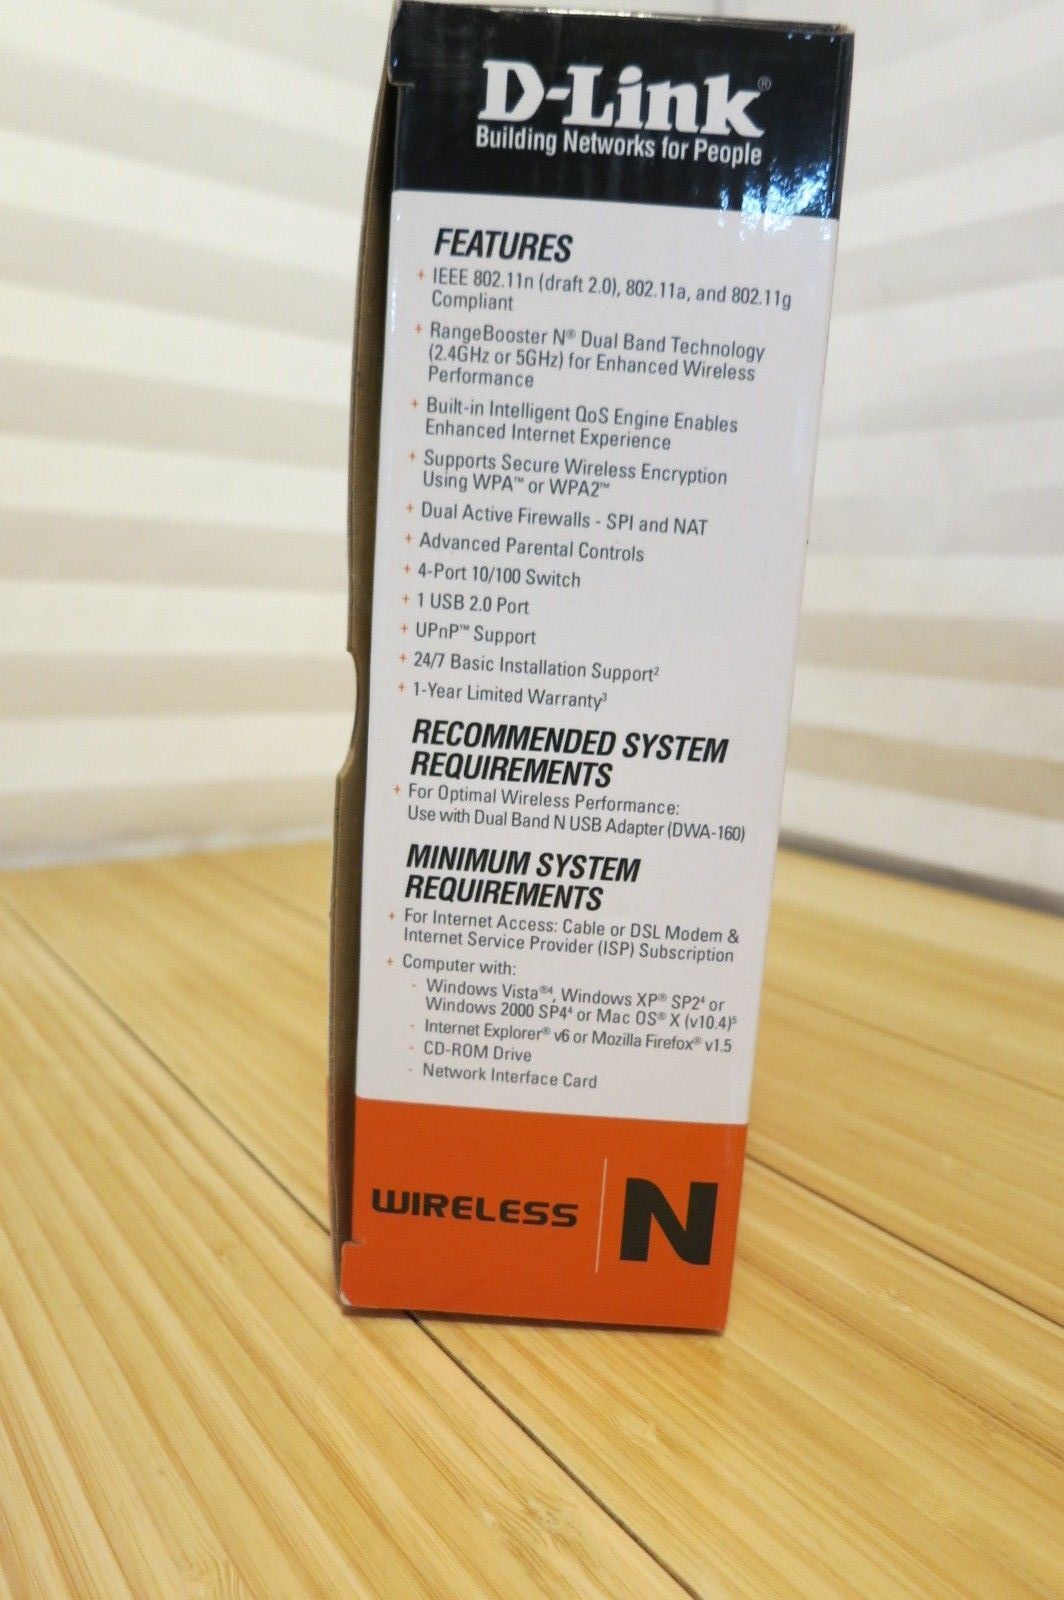 D-Link®
Building Networks for People
FEATURES
+ IEEE 802.11n (draft 2.0), 802.11a, and 802.11g
Compliant
+ RangeBooster N® Dual Band Technology
(2.4GHz or 5GHz) for Enhanced Wireless
Performance
+ Built-in Intelligent QoS Engine Enables
Enhanced Internet Experience
+ Supports Secure Wireless Encryption
Using WPA™ or WPA2™
+ Dual Active Firewalls - SPI and NAT
+ Advanced Parental Controls
+ 4-Port 10/100 Switch
+ 1 USB 2.0 Port
+ UPnP™ Support
+ 24/7 Basic Installation Support²
+ 1-Year Limited Warranty³
RECOMMENDED SYSTEM
REQUIREMENTS
+ For Optimal Wireless Performance:
Use with Dual Band N USB Adapter (DWA-160)
MINIMUM SYSTEM
REQUIREMENTS
+ For Internet Access: Cable or DSL Modem &
Internet Service Provider (ISP) Subscription
+ Computer with:
- Windows Vista®⁴, Windows XP® SP2⁴ or
Windows 2000 SP4⁴ or Mac OS® X (v10.4)⁵
- Internet Explorer® v6 or Mozilla Firefox® v1.5
- CD-ROM Drive
- Network Interface Card
WIRELESS | N